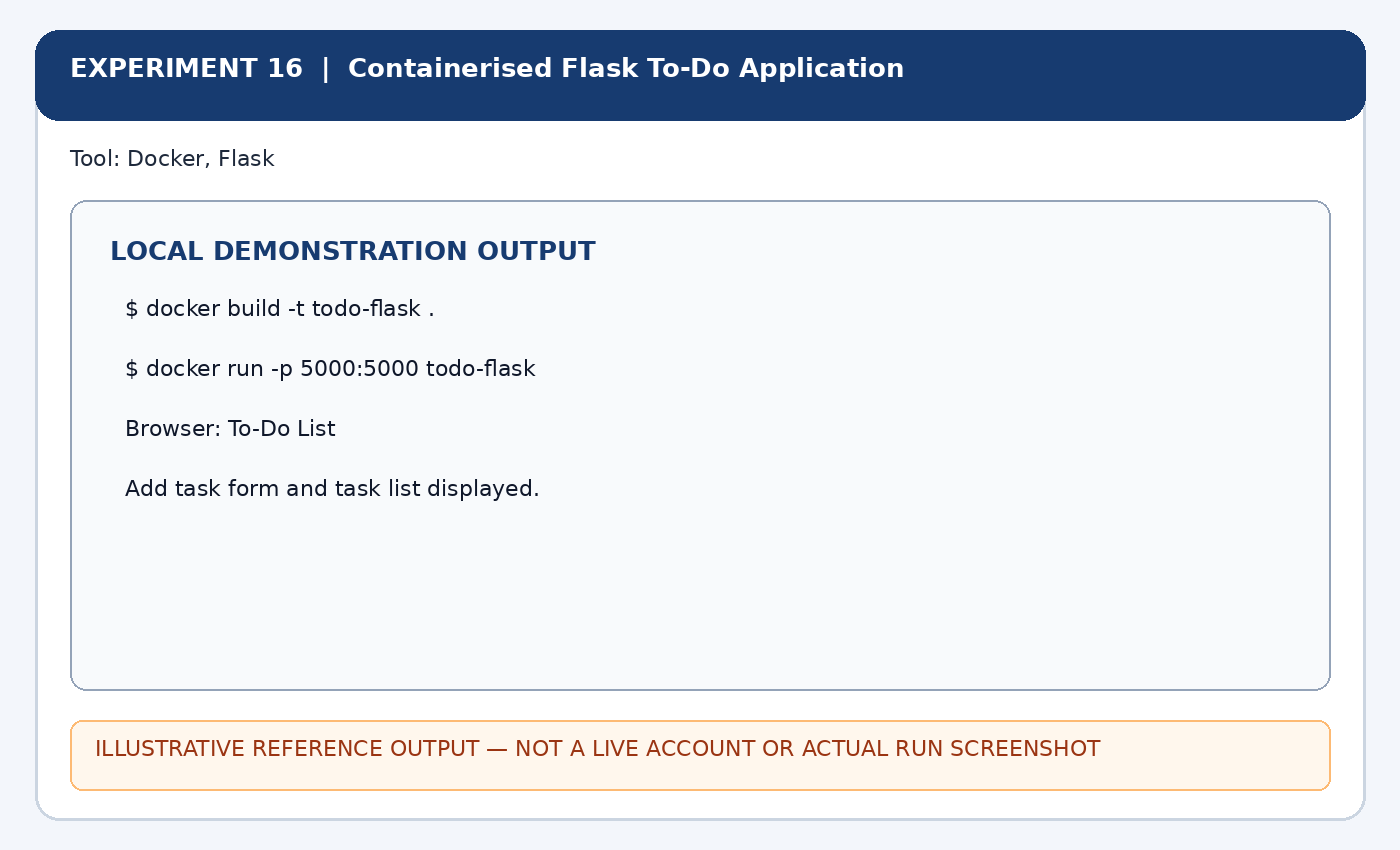 EXPERIMENT 16 | Containerised Flask To-Do Application
Tool: Docker, Flask
LOCAL DEMONSTRATION OUTPUT
$ docker build -t todo-flask .
$ docker run -p 5000:5000 todo-flask
Browser: To-Do List
Add task form and task list displayed.
ILLUSTRATIVE REFERENCE OUTPUT — NOT A LIVE ACCOUNT OR ACTUAL RUN SCREENSHOT